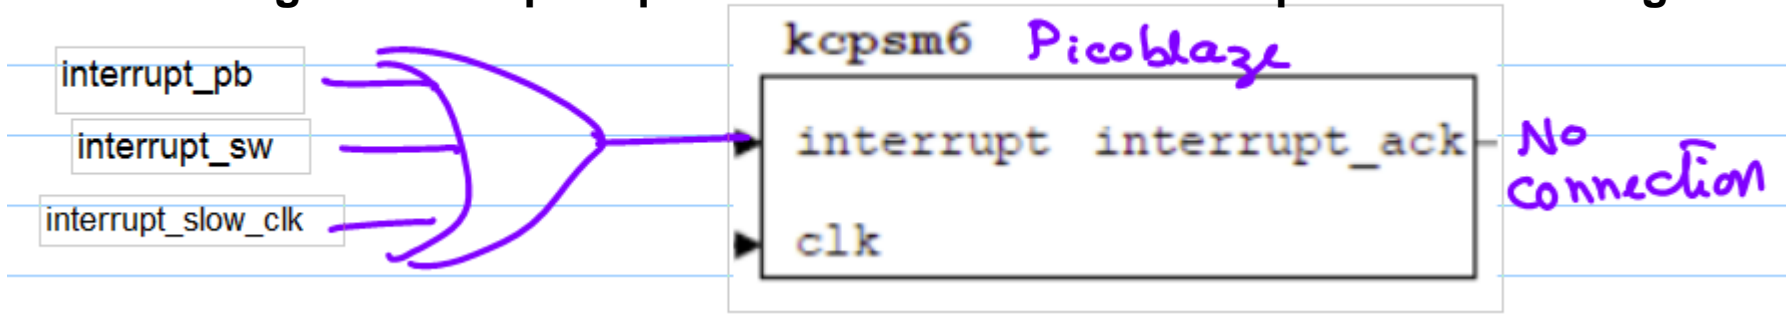 kcpsm6 Picoblaze
interrupt_pb
interrupt_sw
interrupt_slow_clk
interrupt interrupt_ack
clk
No
connection